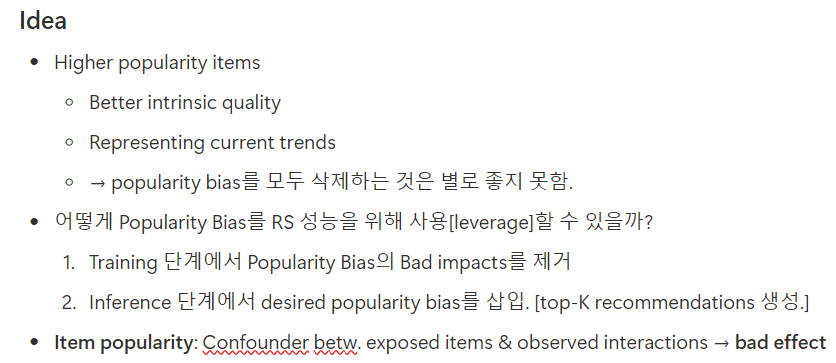 Idea
• Higher popularity items
◦ Better intrinsic quality
◦ Representing current trends
◦ → popularity bias를 모두 삭제하는 것은 별로 좋지 못함.
• 어떻게 Popularity Bias를 RS 성능을 위해 사용[leverage]할 수 있을까?
1. Training 단계에서 Popularity Bias의 Bad impacts를 제거
2. Inference 단계에서 desired popularity bias를 삽입. [top-K recommendations 생성.]
• Item popularity: Confounder betw. exposed items & observed interactions → bad effect